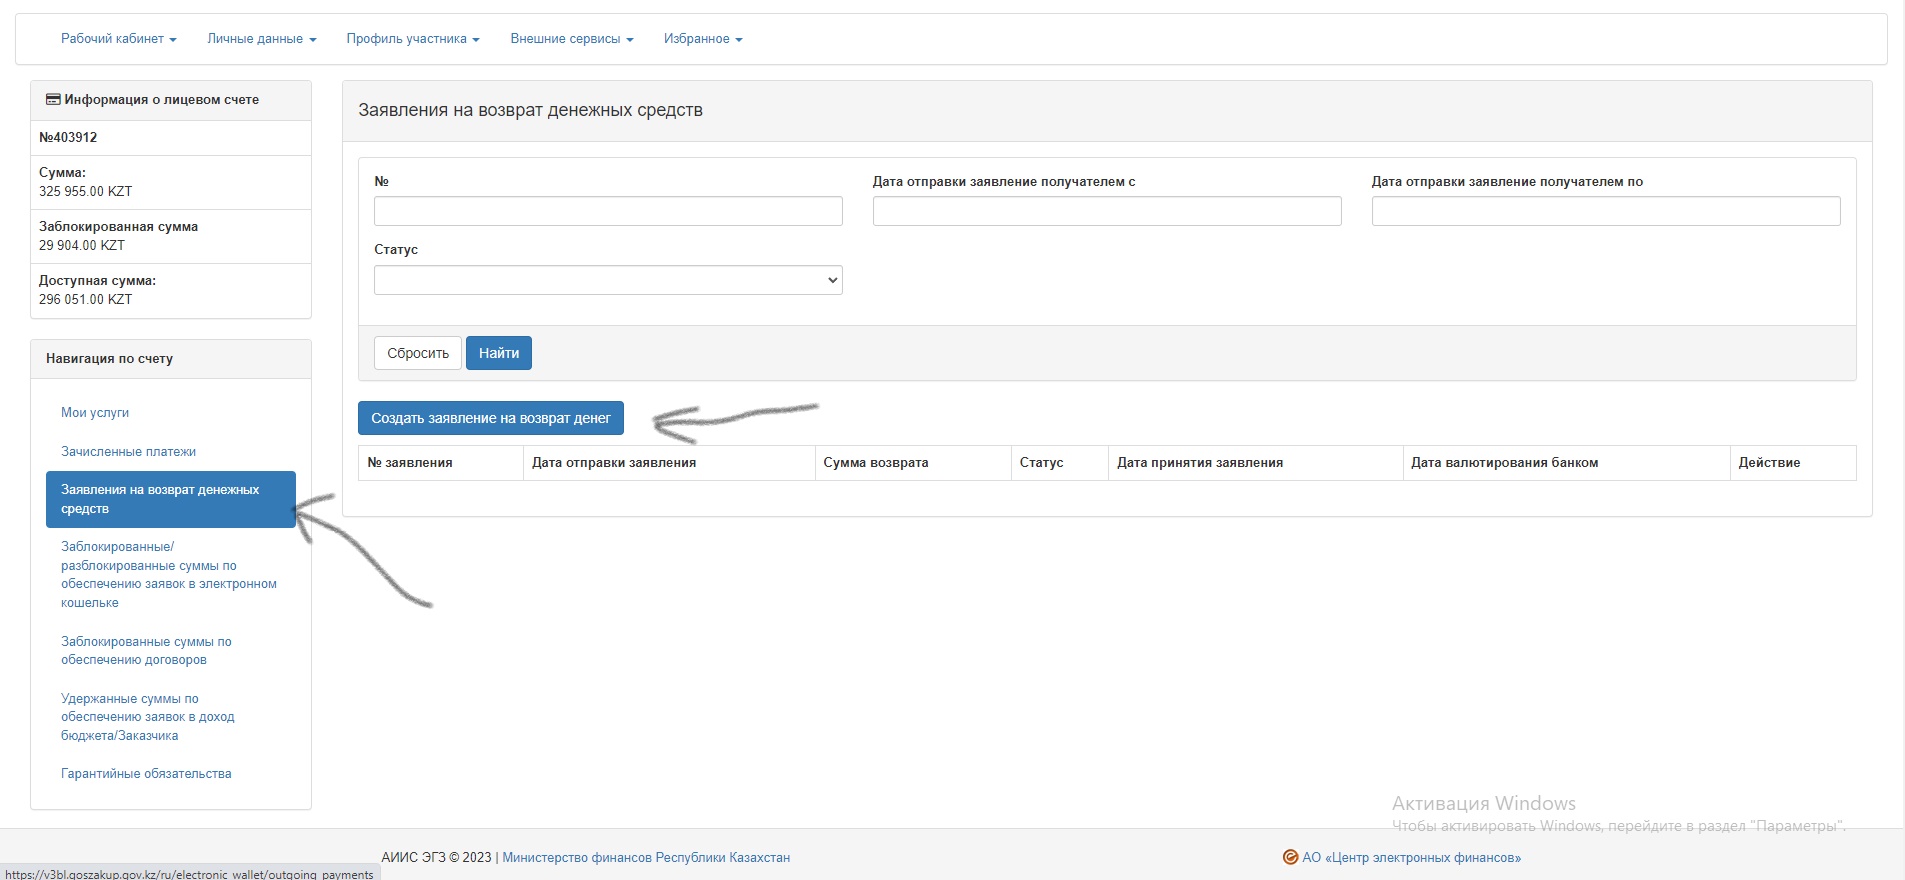 Рабочий кабинет Личные данные Профиль участника Внешние сервисы Избранное
Информация о лицевом счете
№403912
Сумма:
325 955.00 KZT
Заблокированная сумма
29 904.00 KZT
Доступная сумма:
296 051.00 KZT
Навигация по счету
Мои услуги
Зачисленные платежи
Заявления на возврат денежных
средств
Заблокированные/
разблокированные суммы по
обеспечению заявок в электронном
кошельке
Заблокированные суммы по
обеспечению договоров
Удержанные суммы по
обеспечению заявок в доход
бюджета/Заказчика
Гарантийные обязательства
Заявления на возврат денежных средств
№ Дата отправки заявление получателем с Дата отправки заявление получателем по
Статус
Сбросить Найти
Создать заявление на возврат денег
№ заявления Дата отправки заявления Сумма возврата Статус Дата принятия заявления Дата валютирования банком Действие
Активация Windows
Чтобы активировать Windows, перейдите в раздел "Параметры".
АИИС ЭГЗ © 2023 | Министерство финансов Республики Казахстан АО «Центр электронных финансов»
https://v3bl.goszakup.gov.kz/ru/electronic_wallet/outgoing_payments